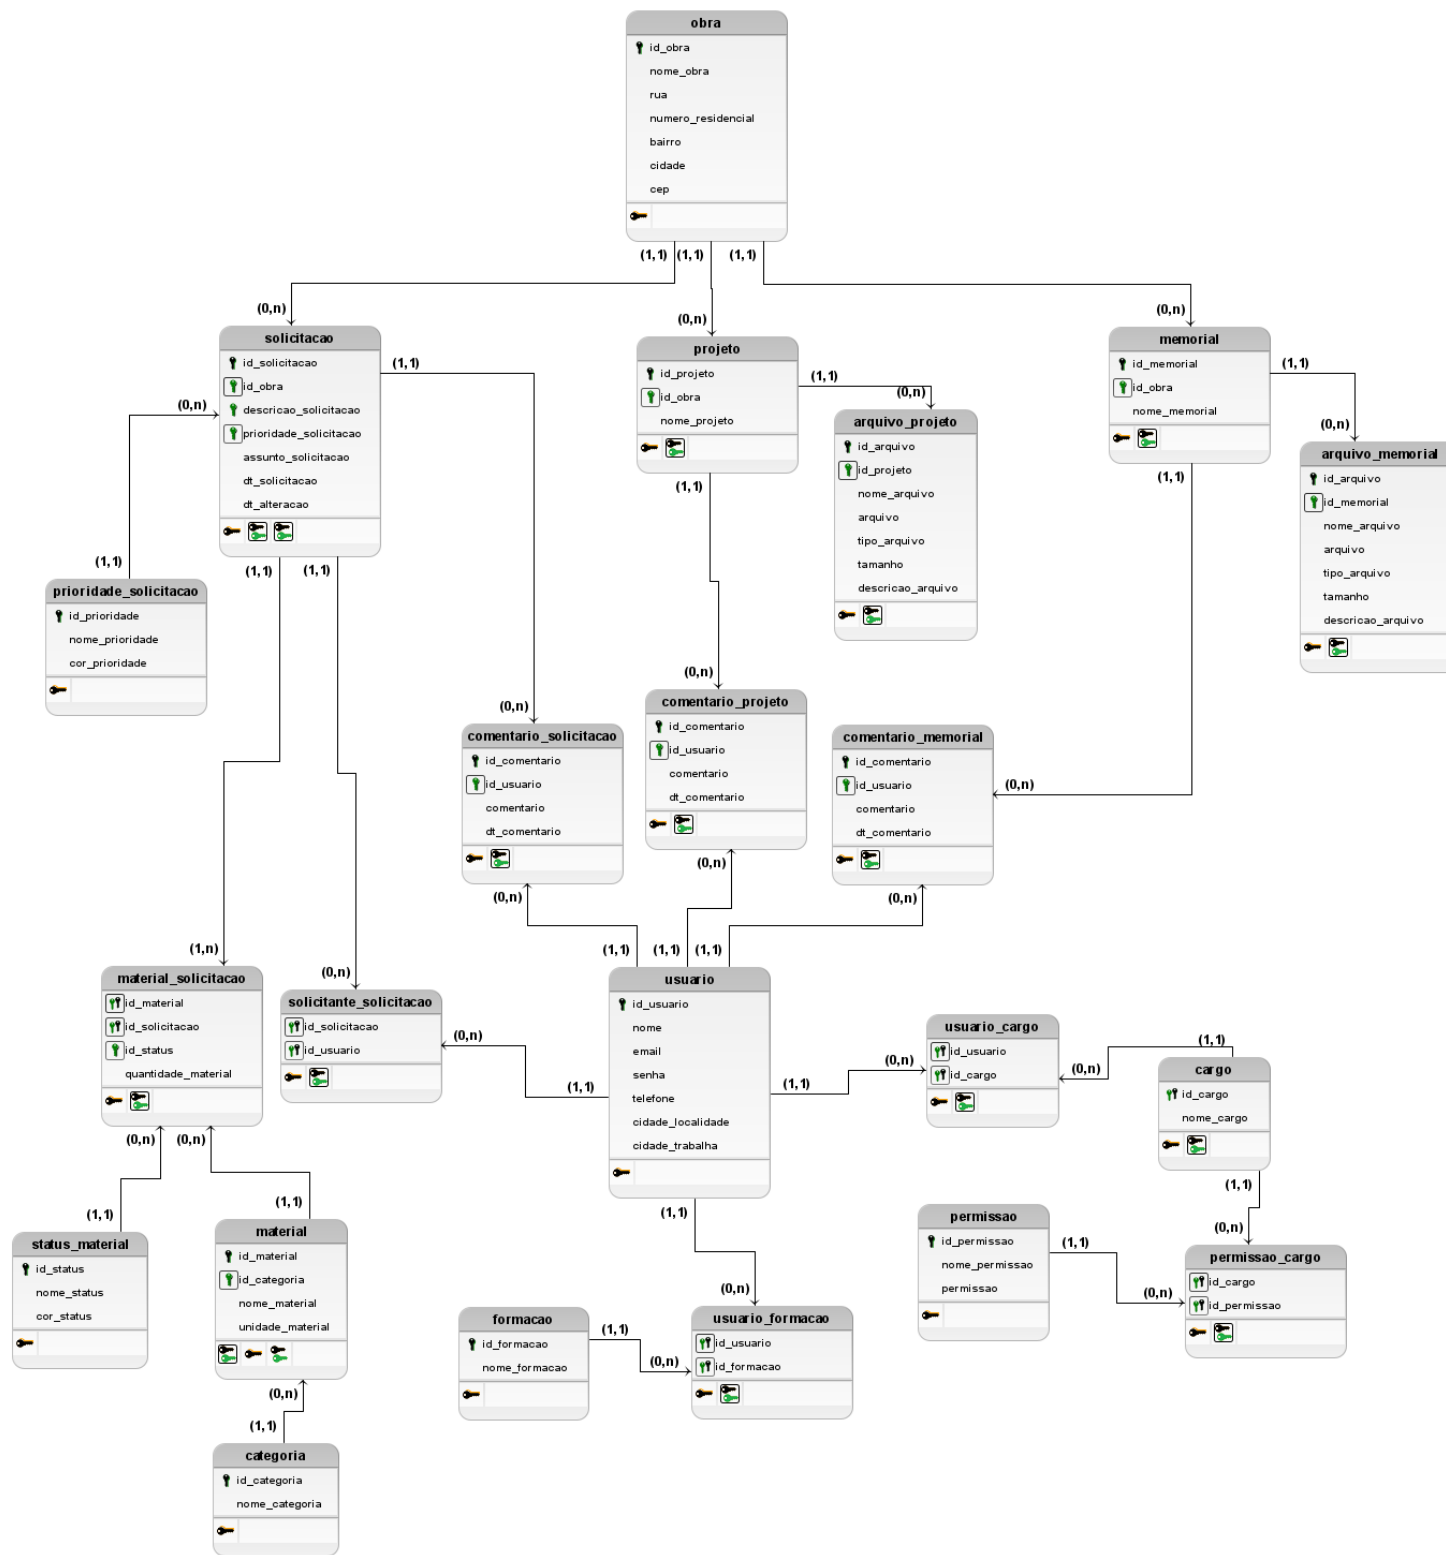 obra
id_obra
nome_obra
rua
numero_residencial
bairro
cidade
cep
(1,1)
(1,1)
(1,1)
(0,n)
(0,n)
(0,n)
solicitacao
id_solicitacao
id_obra
descricao_solicitacao
prioridade_solicitacao
assunto_solicitacao
dt_solicitacao
dt_alteracao
(1,1)
(0,n)
(1,1)
(1,1)
(1,1)
projeto
id_projeto
id_obra
nome_projeto
(1,1)
(0,n)
(1,1)
arquivo_projeto
id_arquivo
id_projeto
nome_arquivo
arquivo
tipo_arquivo
tamanho
descricao_arquivo
memorial
id_memorial
id_obra
nome_memorial
(1,1)
(0,n)
(1,1)
arquivo_memorial
id_arquivo
id_memorial
nome_arquivo
arquivo
tipo_arquivo
tamanho
descricao_arquivo
prioridade_solicitacao
id_prioridade
nome_prioridade
cor_prioridade
(0,n)
comentario_solicitacao
id_comentario
id_usuario
comentario
dt_comentario
(0,n)
(0,n)
comentario_projeto
id_comentario
id_usuario
comentario
dt_comentario
(0,n)
comentario_memorial
id_comentario
id_usuario
comentario
dt_comentario
(0,n)
(0,n)
(1,n)
material_solicitacao
id_material
id_solicitacao
id_status
quantidade_material
(0,n)
(0,n)
(0,n)
solicitante_solicitacao
id_solicitacao
id_usuario
(0,n)
(1,1)
(1,1)
(1,1)
(1,1)
usuario
id_usuario
nome
email
senha
telefone
cidade_localidade
cidade_trabalha
(1,1)
(1,1)
(0,n)
usuario_cargo
id_usuario
id_cargo
(0,n)
(1,1)
cargo
id_cargo
nome_cargo
(1,1)
(0,n)
(1,1)
status_material
id_status
nome_status
cor_status
(1,1)
material
id_material
id_categoria
nome_material
unidade_material
(0,n)
(1,1)
categoria
id_categoria
nome_categoria
formacao
id_formacao
nome_formacao
(1,1)
(0,n)
(0,n)
usuario_formacao
id_usuario
id_formacao
permissao
id_permissao
nome_permissao
permissao
(1,1)
(0,n)
permissao_cargo
id_cargo
id_permissao